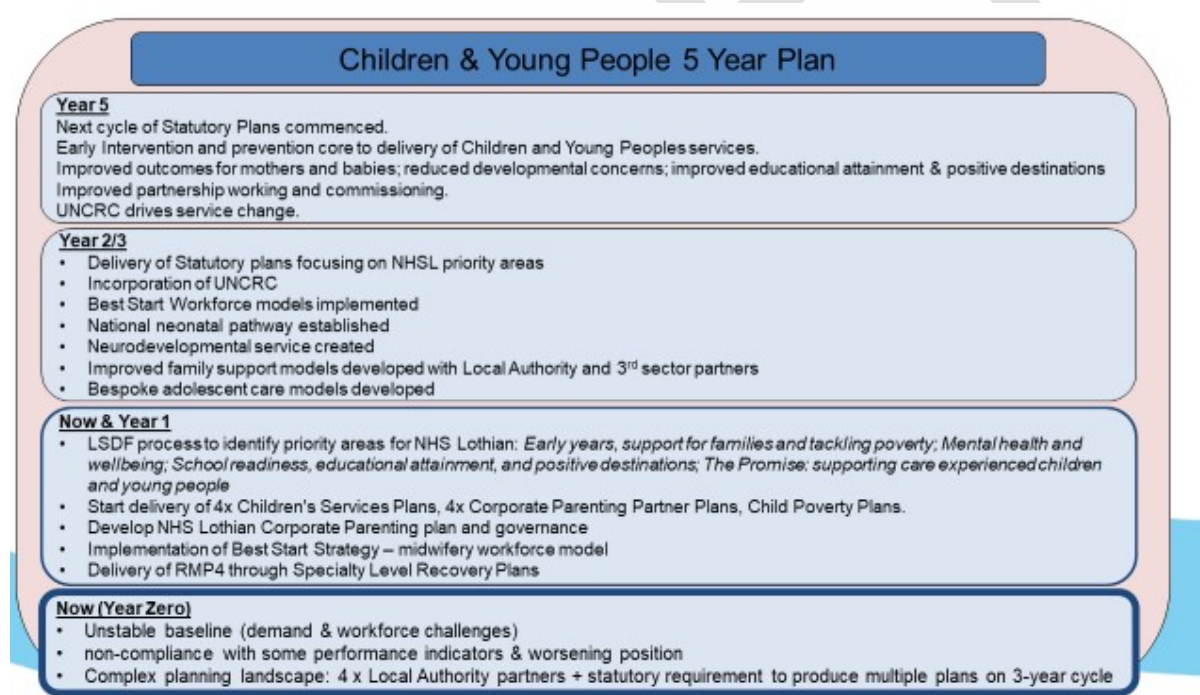 Children & Young People 5 Year Plan
Year 5
Next cycle of Statutory Plans commenced.
Early Intervention and prevention core to delivery of Children and Young Peoples services.
Improved outcomes for mothers and babies; reduced developmental concerns; improved educational attainment & positive destinations
Improved partnership working and commissioning.
UNCRC drives service change.
Year 2/3
• Delivery of Statutory plans focusing on NHSL priority areas
• Incorporation of UNCRC
• Best Start Workforce models implemented
• National neonatal pathway established
• Neurodevelopmental service created
• Improved family support models developed with Local Authority and 3rd sector partners
• Bespoke adolescent care models developed
Now & Year 1
• LSDF process to identify priority areas for NHS Lothian: Early years, support for families and tackling poverty; Mental health and
wellbeing; School readiness, educational attainment, and positive destinations; The Promise: supporting care experienced children
and young people
• Start delivery of 4x Children's Services Plans, 4x Corporate Parenting Partner Plans, Child Poverty Plans.
• Develop NHS Lothian Corporate Parenting plan and governance
• Implementation of Best Start Strategy – midwifery workforce model
• Delivery of RMP4 through Specialty Level Recovery Plans
Now (Year Zero)
• Unstable baseline (demand & workforce challenges)
• non-compliance with some performance indicators & worsening position
• Complex planning landscape: 4 x Local Authority partners + statutory requirement to produce multiple plans on 3-year cycle